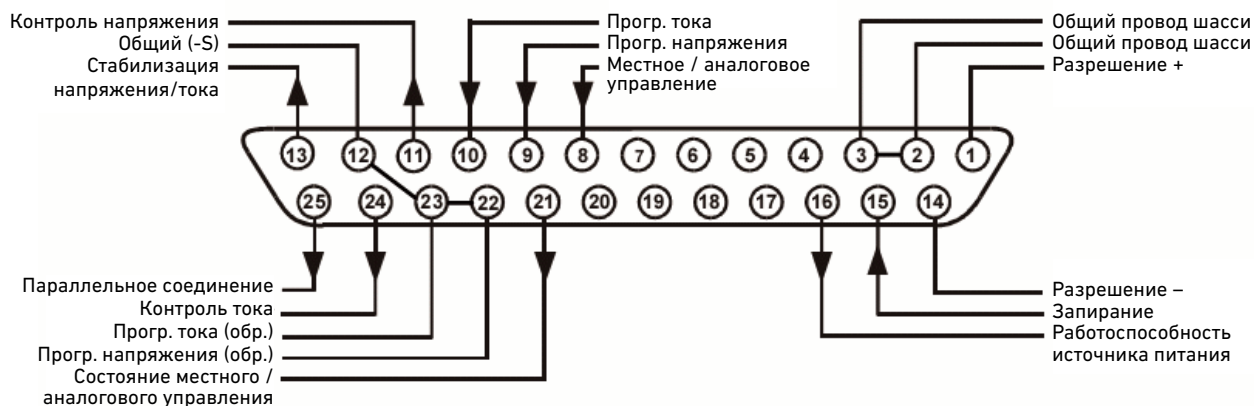 Контроль напряжения
Общий (-S)
Стабилизация
напряжения/тока
Прогр. тока
Прогр. напряжения
Местное / аналоговое
управление
Общий провод шасси
Общий провод шасси
Разрешение +
13 12 11 10 9 8 7 6 5 4 3 2 1
25 24 23 22 21 20 19 18 17 16 15 14
Параллельное соединение
Контроль тока
Прогр. тока (обр.)
Прогр. напряжения (обр.)
Состояние местного /
аналогового управления
Разрешение –
Запирание
Работоспособность
источника питания